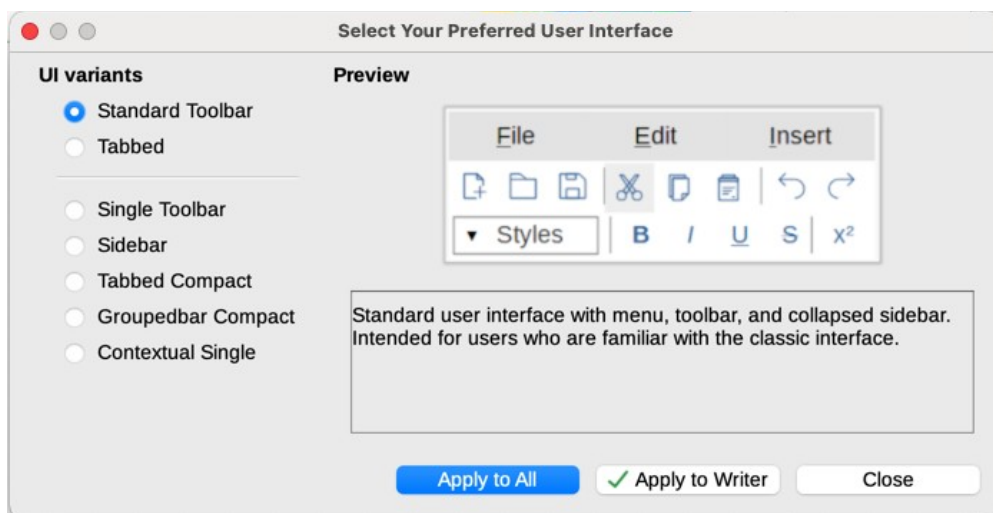 Select Your Preferred User Interface
UI variants
Standard Toolbar
Tabbed
Single Toolbar
Sidebar
Tabbed Compact
Groupedbar Compact
Contextual Single
Preview
File Edit Insert
Styles B I U S x²
Standard user interface with menu, toolbar, and collapsed sidebar.
Intended for users who are familiar with the classic interface.
Apply to All Apply to Writer Close